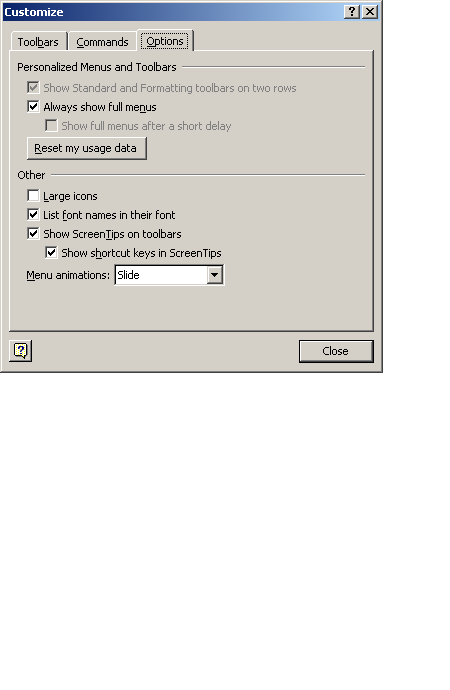 Customize
Toolbars Commands Options
Personalized Menus and Toolbars
Show Standard and Formatting toolbars on two rows
Always show full menus
Show full menus after a short delay
Reset my usage data
Other
Large icons
List font names in their font
Show ScreenTips on toolbars
Show shortcut keys in ScreenTips
Menu animations: Slide
Close